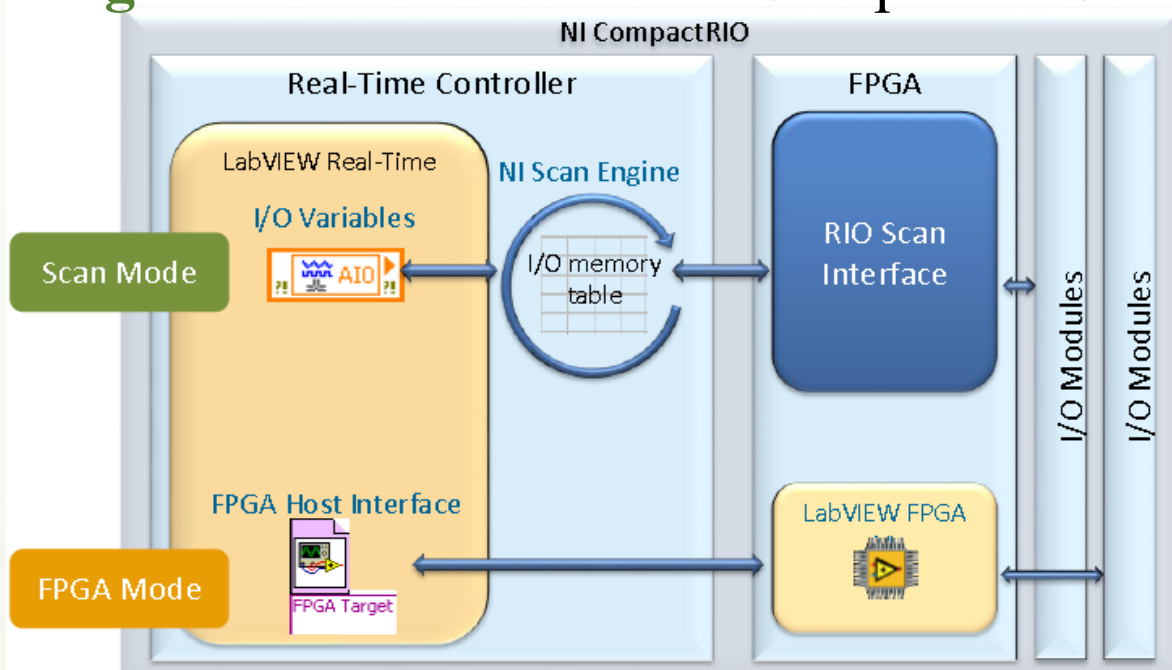 NI CompactRIO
Real-Time Controller
FPGA
LabVIEW Real-Time
I/O Variables
AIO
NI Scan Engine
I/O memory
table
RIO Scan
Interface
Scan Mode
I/O Modules
I/O Modules
FPGA Host Interface
FPGA Target
LabVIEW FPGA
FPGA Mode